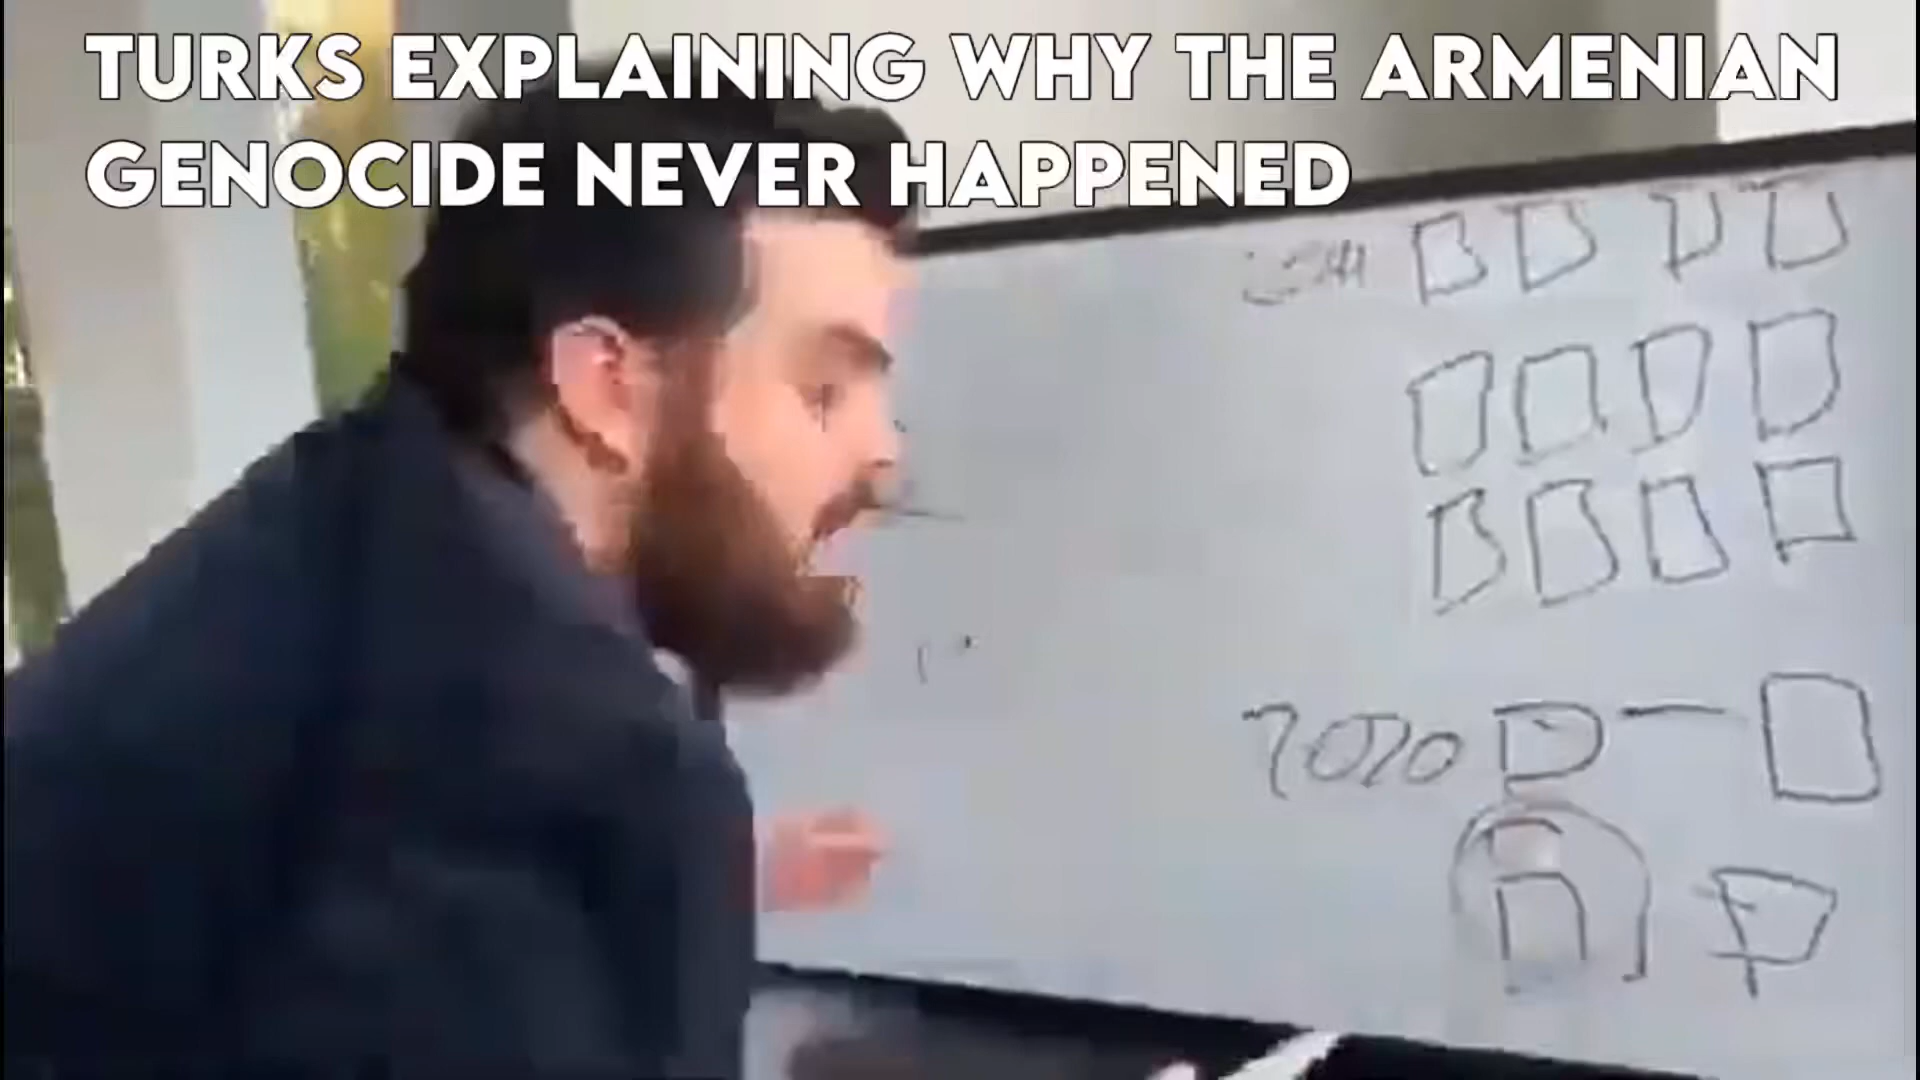 TURKS EXPLAINING WHY THE ARMENIAN
GENOCIDE NEVER HAPPENED
2020